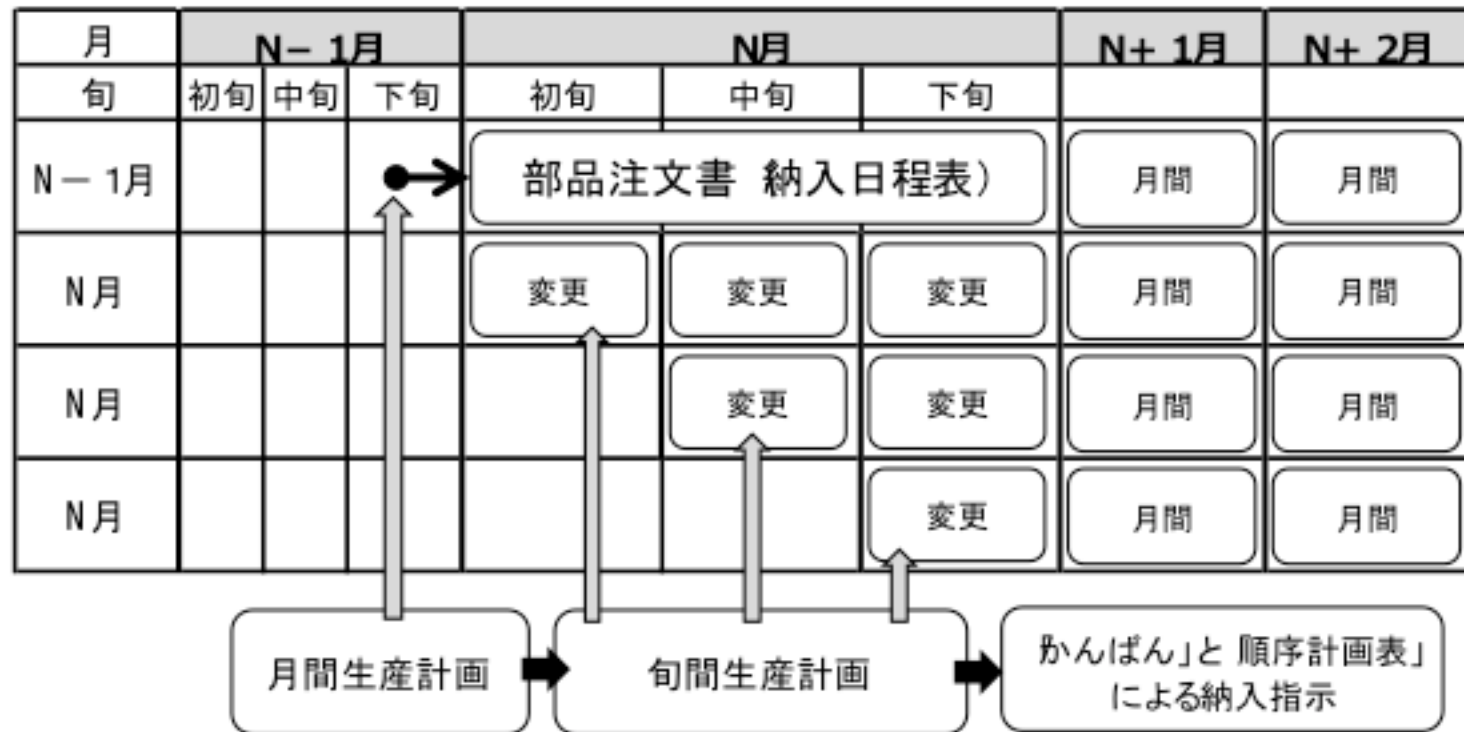 月 N− 1月 N月 N+ 1月 N+ 2月
旬 初旬 中旬 下旬 初旬 中旬 下旬
N − 1月 部品注文書 納入日程表） 月間 月間
N月 変更 変更 変更 月間 月間
N月 変更 変更 月間 月間
N月 変更 月間 月間
月間生産計画 旬間生産計画 かんばん」と 順序計画表」
による納入指示